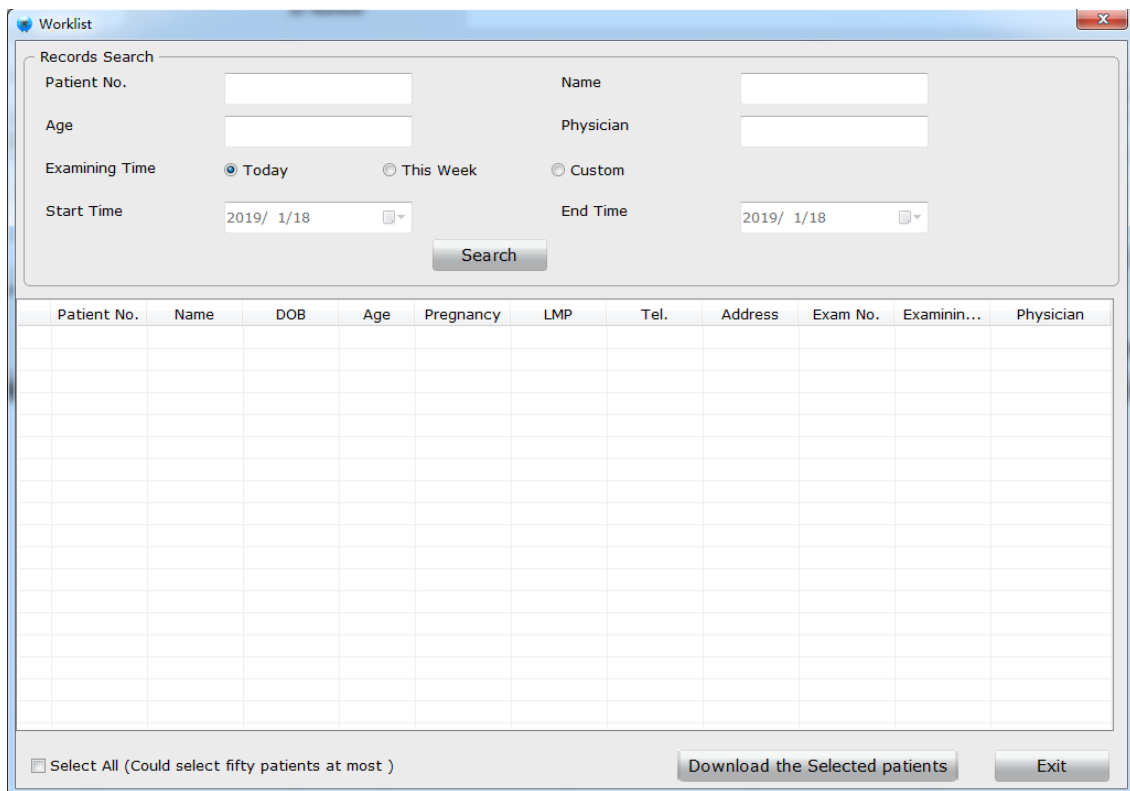 Worklist
Records Search
Patient No. Name
Age Physician
Examining Time Today This Week Custom
Start Time 2019/ 1/18 End Time 2019/ 1/18
Search
Patient No. Name DOB Age Pregnancy LMP Tel. Address Exam No. Examinin... Physician
Select All (Could select fifty patients at most ) Download the Selected patients Exit